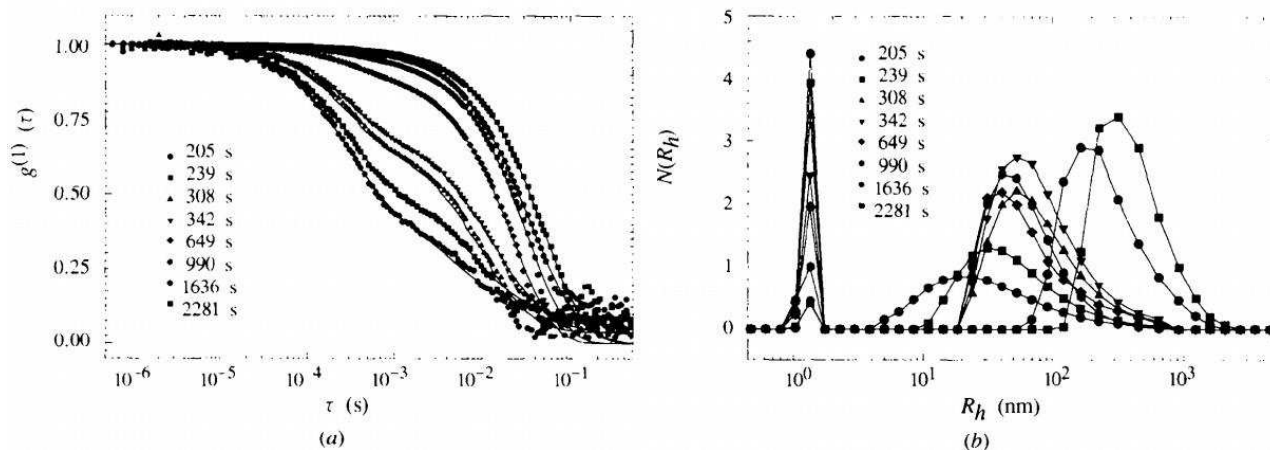 g(1) (τ)
1.00
0.75
0.50
0.25
0.00
205 s
239 s
308 s
342 s
649 s
990 s
1636 s
2281 s
10-6
10-5
10-4
10-3
10-2
10-1
τ (s)
(a)
N(Rh)
5
4
3
2
1
0
205 s
239 s
308 s
342 s
649 s
990 s
1636 s
2281 s
100
101
102
103
Rh (nm)
(b)